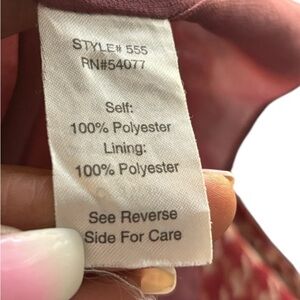 STYLE# 555
RN#54077
Self:
100% Polyester
Lining:
100% Polyester
See Reverse
Side For Care